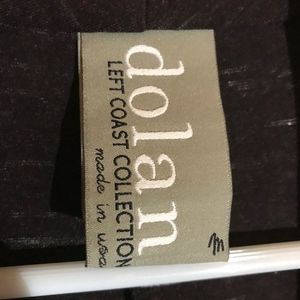 dolan
LEFT COAST COLLECTION
made in usa
M